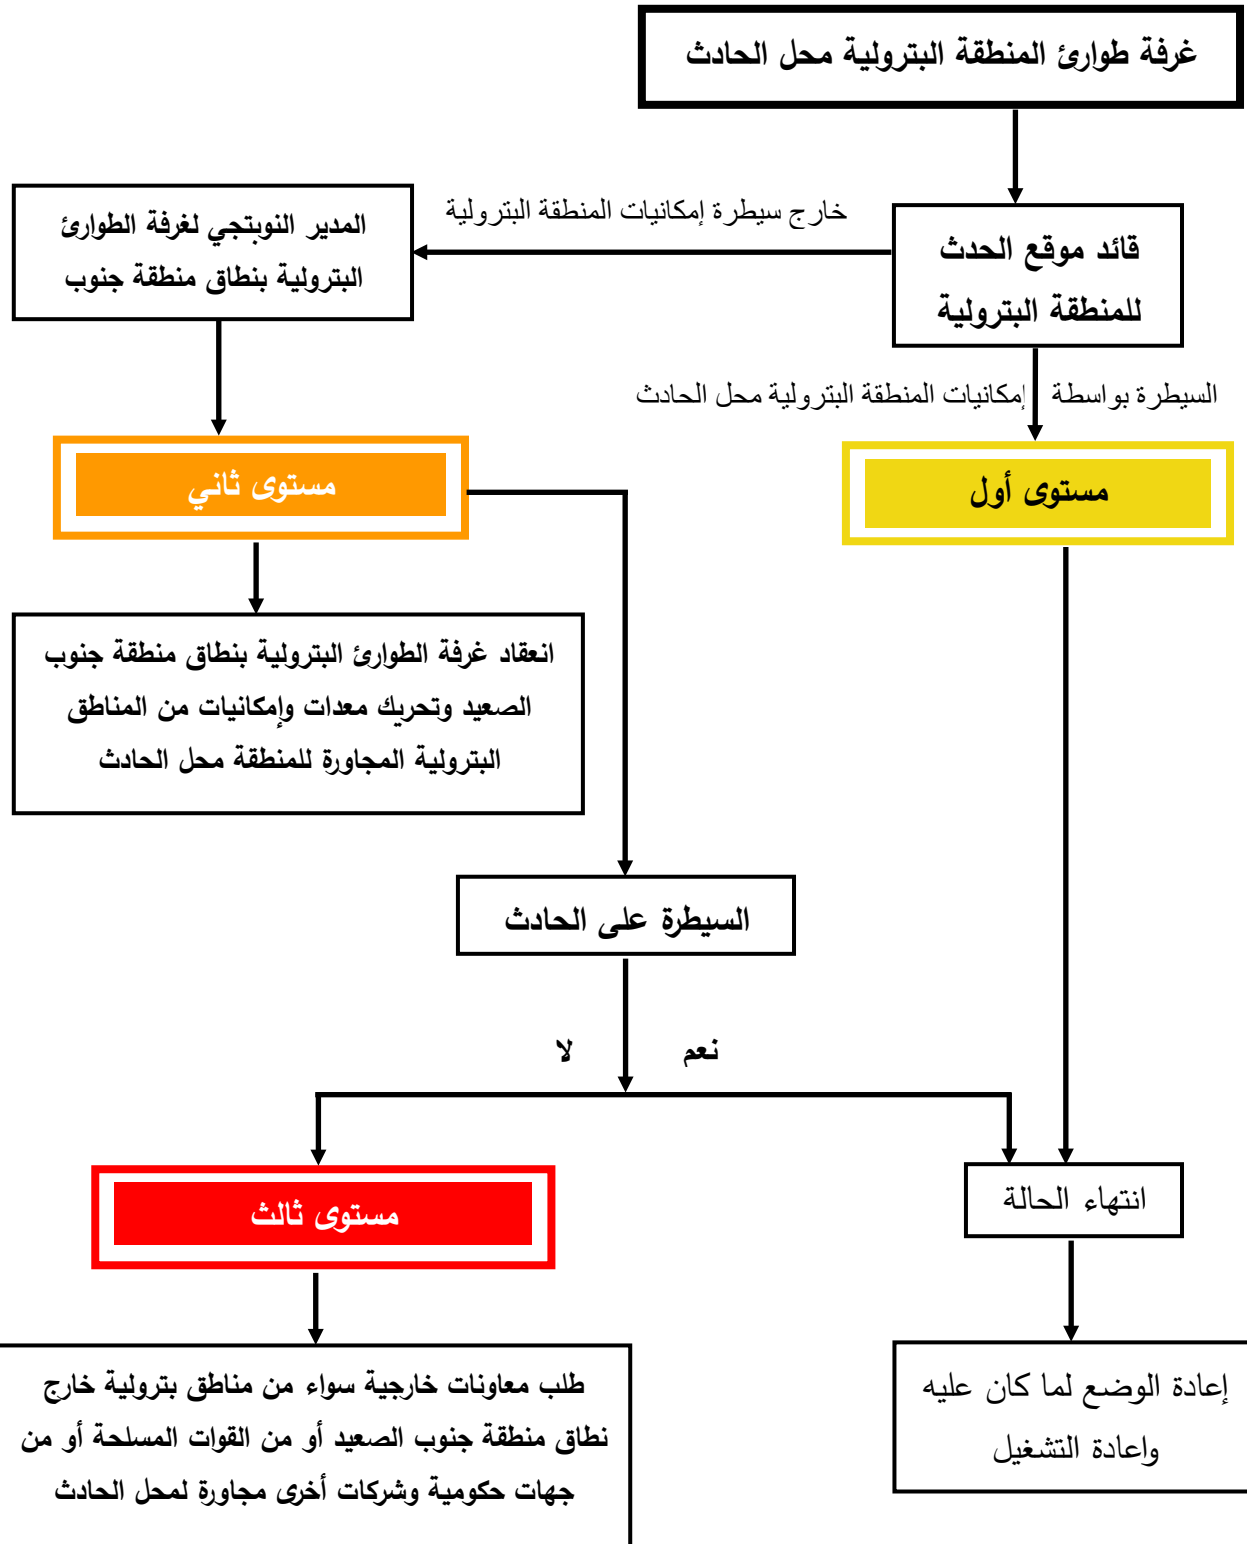 غرفة طوارئ المنطقة البترولية محل الحادث
قائد موقع الحدث
للمنطقة البترولية
خارج سيطرة إمكانيات المنطقة البترولية
المدير النوبتجي لغرفة الطوارئ
البترولية بنطاق منطقة جنوب
السيطرة بواسطة إمكانيات المنطقة البترولية محل الحادث
مستوى أول
مستوى ثاني
انعقاد غرفة الطوارئ البترولية بنطاق منطقة جنوب
الصعيد وتحريك معدات وإمكانيات من المناطق
البترولية المجاورة للمنطقة محل الحادث
السيطرة على الحادث
نعم
لا
مستوى ثالث
انتهاء الحالة
طلب معاونات خارجية سواء من مناطق بترولية خارج
نطاق منطقة جنوب الصعيد أو من القوات المسلحة أو من
جهات حكومية وشركات أخرى مجاورة لمحل الحادث
إعادة الوضع لما كان عليه
واعادة التشغيل